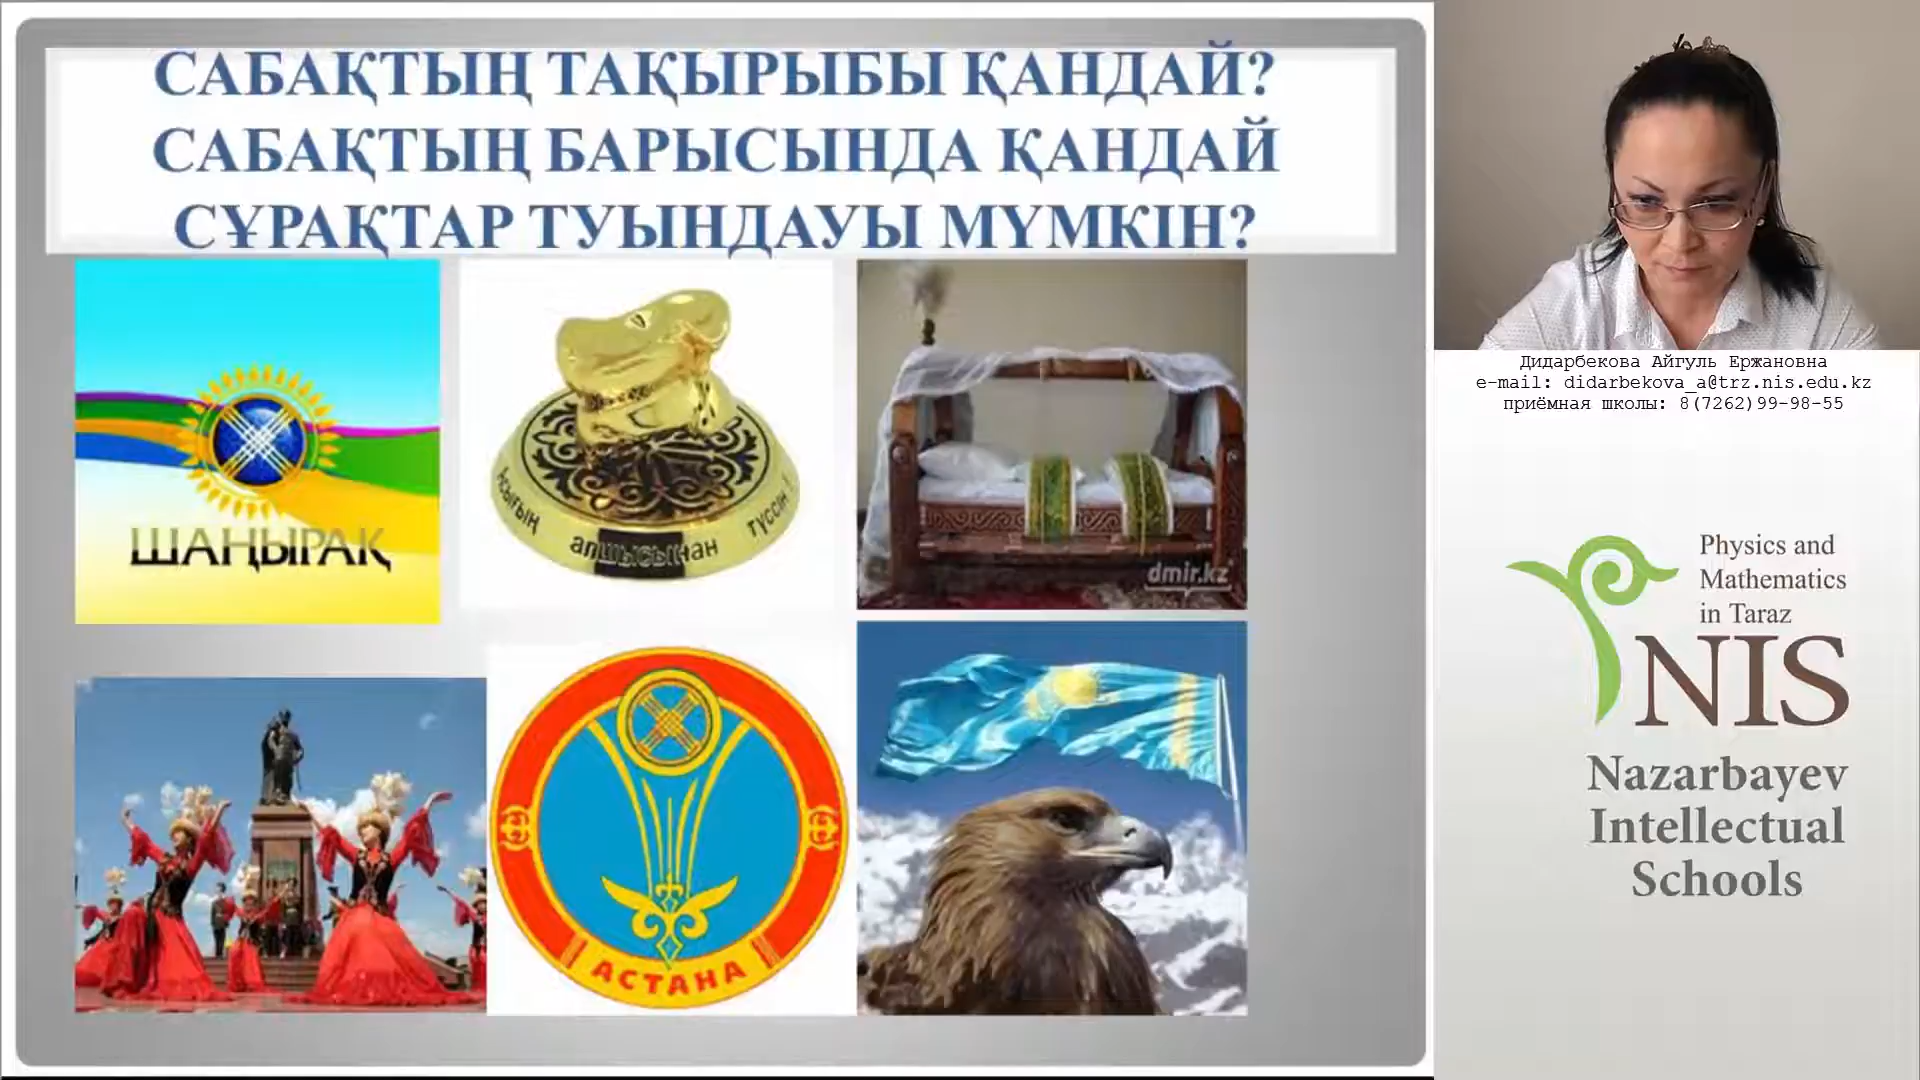 САБАҚТЫҢ ТАҚЫРЫБЫ ҚАНДАЙ?
САБАҚТЫҢ БАРЫСЫНДА ҚАНДАЙ
СҰРАҚТАР ТУЫНДАУЫ МҮМКІН?
ШАҢЫРАҚ
асығың
алшысынан
түссін!
dmir.kz
АСТАНА
Дидарбекова Айгуль Ержановна
e-mail: didarbekova_a@trz.nis.edu.kz
приёмная школы: 8(7262)99-98-55
Physics and
Mathematics
in Taraz
NIS
Nazarbayev
Intellectual
Schools